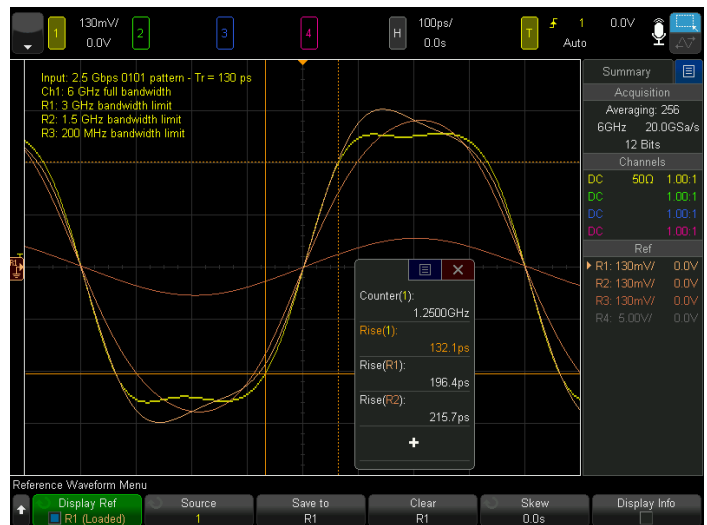 1 130mV/ 0.0V 2 3 4 H 100ps/ 0.0s T 1 0.0V Auto
Input: 2.5 Gbps 0101 pattern - Tr = 130 ps
Ch1: 6 GHz full bandwidth
R1: 3 GHz bandwidth limit
R2: 1.5 GHz bandwidth limit
R3: 200 MHz bandwidth limit
T
R1
Counter(1):
1.2500GHz
Rise(1):
132.1ps
Rise(R1):
196.4ps
Rise(R2):
215.7ps
+
Summary
Acquisition
Averaging: 256
6GHz 20.0GSa/s
12 Bits
Channels
DC 50Ω 1.00:1
DC 1.00:1
DC 1.00:1
DC 1.00:1
Ref
R1: 130mV/ 0.0V
R2: 130mV/ 0.0V
R3: 130mV/ 0.0V
R4: 5.00V/ 0.0V
Reference Waveform Menu
Display Ref
R1 (Loaded)
Source
1
Save to
R1
Clear
R1
Skew
0.0s
Display Info